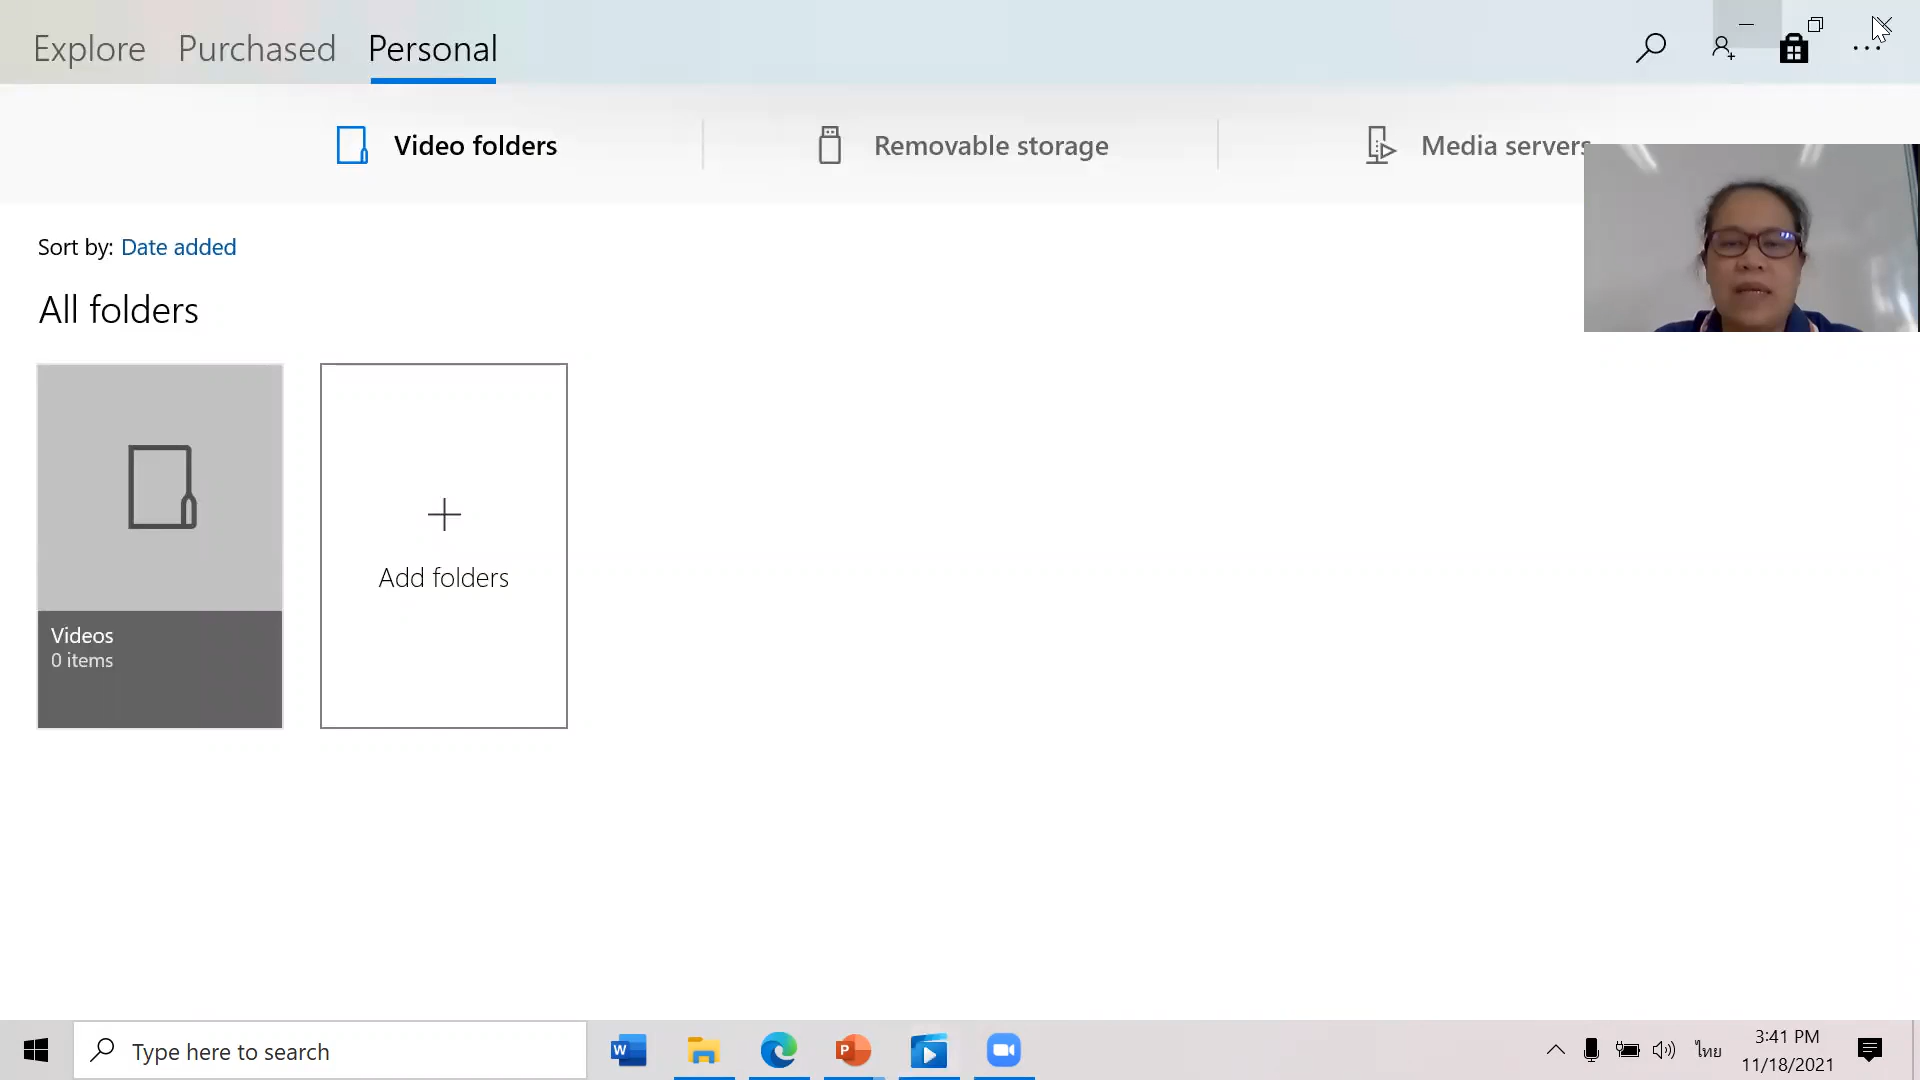 Explore Purchased Personal
Video folders Removable storage Media servers
Sort by: Date added
All folders
Videos
0 items
Add folders
Type here to search
W
P
ไทย
3:41 PM
11/18/2021